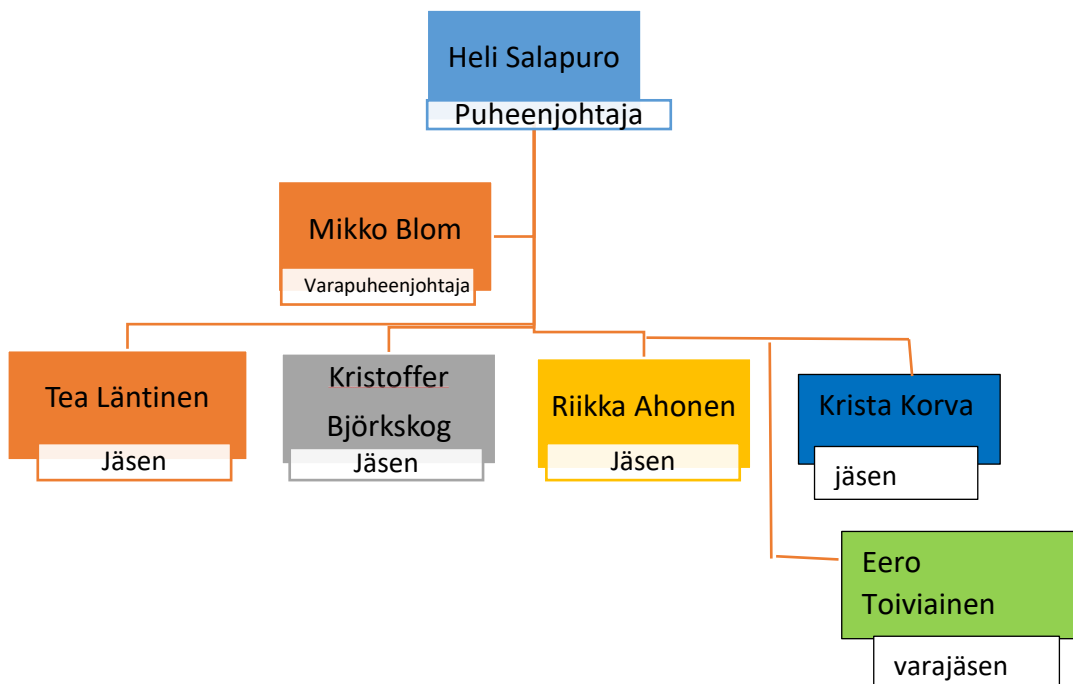 Heli Salapuro
Puheenjohtaja
Mikko Blom
Varapuheenjohtaja
Tea Läntinen
Jäsen
Kristoffer
Björkskog
Jäsen
Riikka Ahonen
Jäsen
Krista Korva
jäsen
Eero
Toiviainen
varajäsen